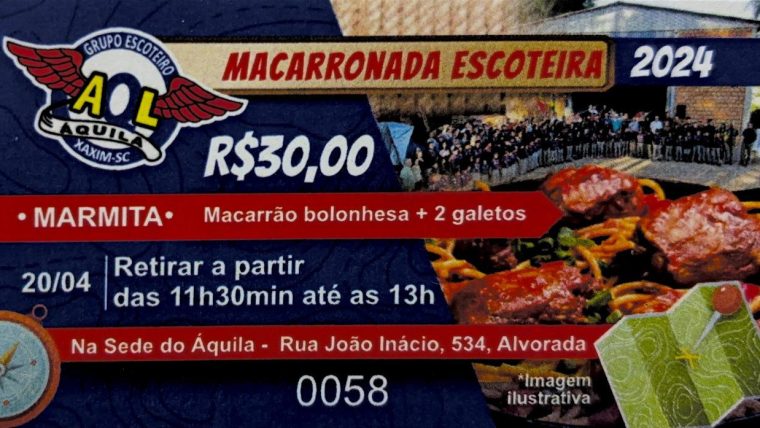 GRUPO ESCOTEIRO
AOL
ÁQUILA
XAXIM-SC
MACARRONADA ESCOTEIRA 2024
R$30,00
• MARMITA• Macarrão bolonhesa + 2 galetos
20/04
Retirar a partir
das 11h30min até as 13h
Na Sede do Áquila - Rua João Inácio, 534, Alvorada
0058
*Imagem
ilustrativa